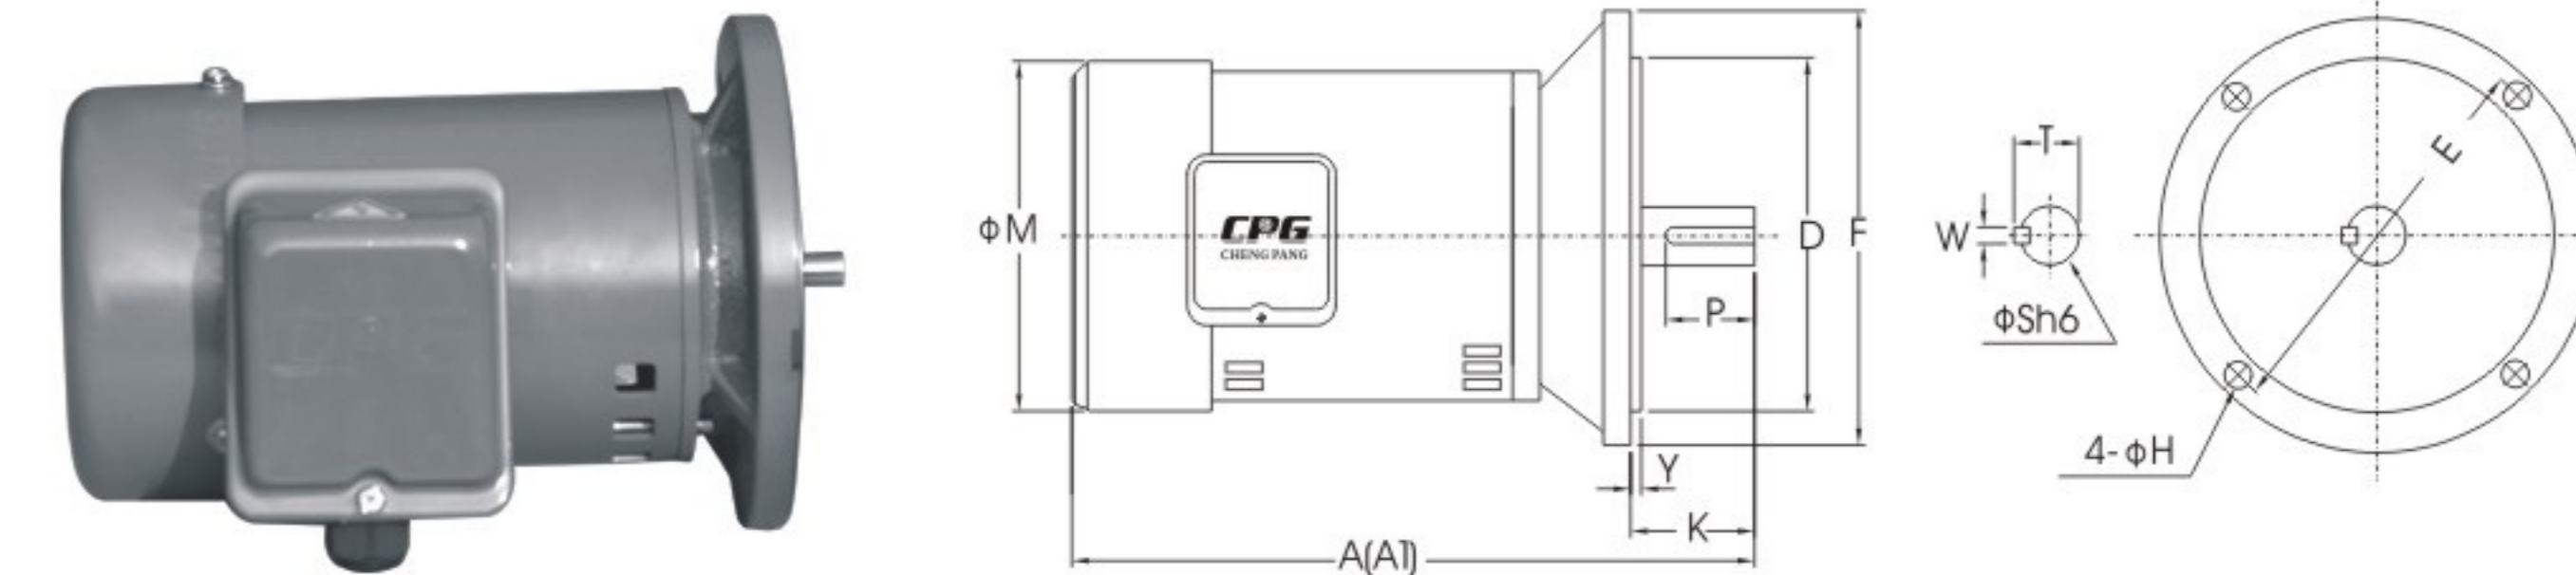 ϕM
CPG
CHENG PANG
P
D
F
Y
K
A(A1)
T
W
ϕSh6
E
4-ϕH